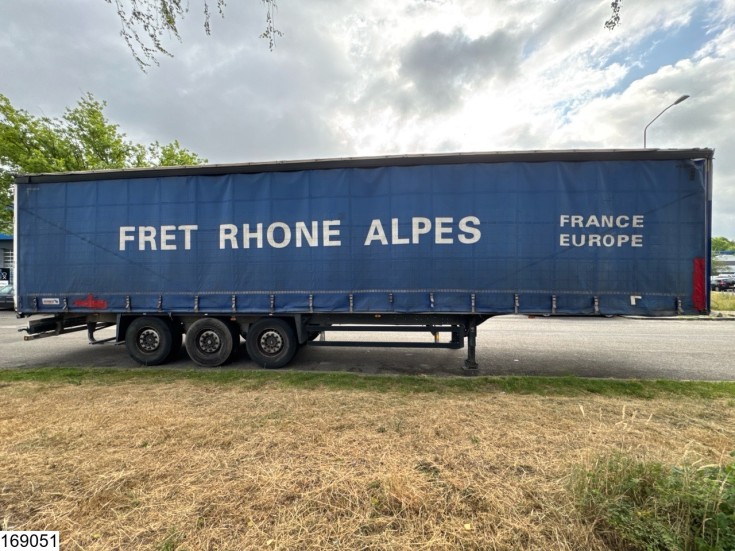 FRET RHONE ALPES
FRANCE
EUROPE
169051